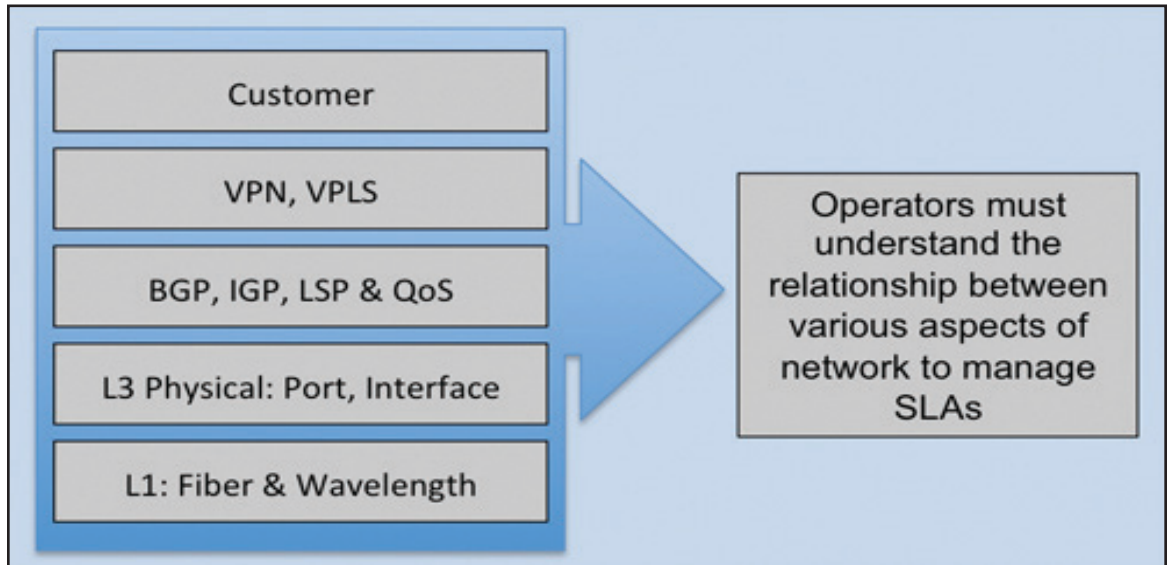 Customer
VPN, VPLS
BGP, IGP, LSP & QoS
L3 Physical: Port, Interface
L1: Fiber & Wavelength
Operators must
understand the
relationship between
various aspects of
network to manage
SLAs